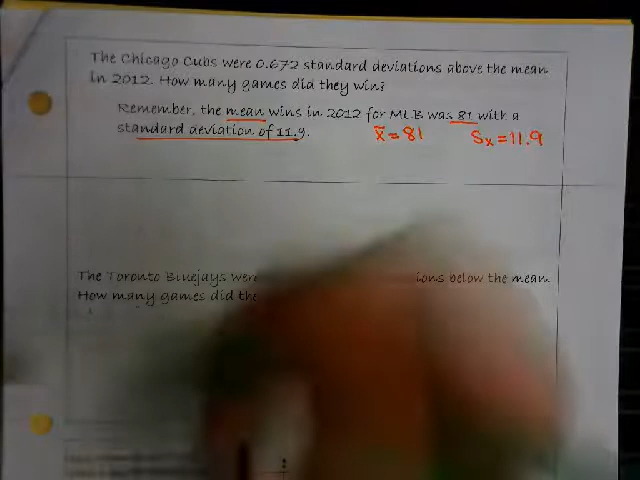 The Chicago Cubs were 0.672 standard deviations above the mean
in 2012. How many games did they win?
Remember, the mean wins in 2012 for MLB was 81 with a
standard deviation of 11.9.
x̄ = 81 Sx = 11.9
The Toronto Bluejays were ions below the mean.
How many games did the